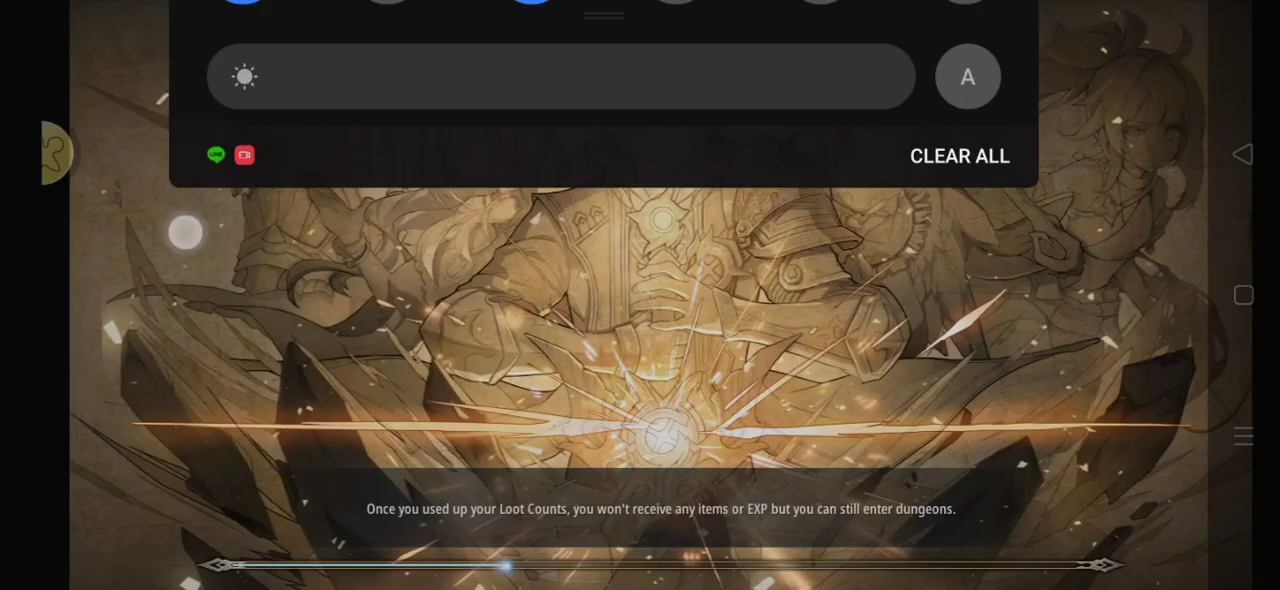 A
LINE
CLEAR ALL
Once you used up your Loot Counts, you won't receive any items or EXP but you can still enter dungeons.